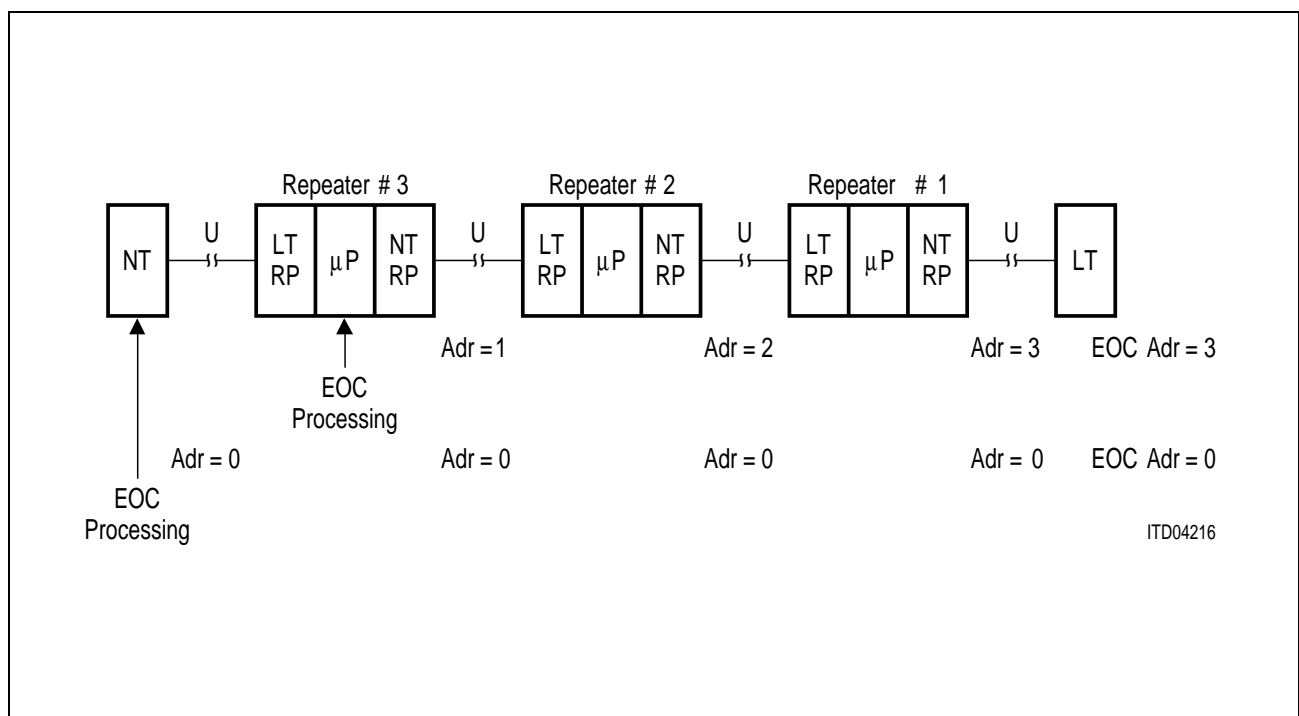 Repeater # 3
Repeater # 2
Repeater # 1
NT
U
LT
RP
µP
NT
RP
U
LT
RP
µP
NT
RP
U
LT
RP
µP
NT
RP
U
LT
Adr = 1
Adr = 2
Adr = 3
EOC Adr = 3
EOC
Processing
Adr = 0
Adr = 0
Adr = 0
Adr = 0
EOC Adr = 0
EOC
Processing
ITD04216